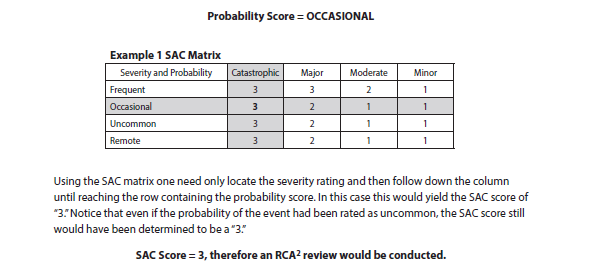 Probability Score = OCCASIONAL
Example 1 SAC Matrix
Severity and Probability Catastrophic Major Moderate Minor
Frequent 3 3 2 1
Occasional 3 2 1 1
Uncommon 3 2 1 1
Remote 3 2 1 1
Using the SAC matrix one need only locate the severity rating and then follow down the column
until reaching the row containing the probability score. In this case this would yield the SAC score of
“3.” Notice that even if the probability of the event had been rated as uncommon, the SAC score still
would have been determined to be a “3.”
SAC Score = 3, therefore an RCA² review would be conducted.